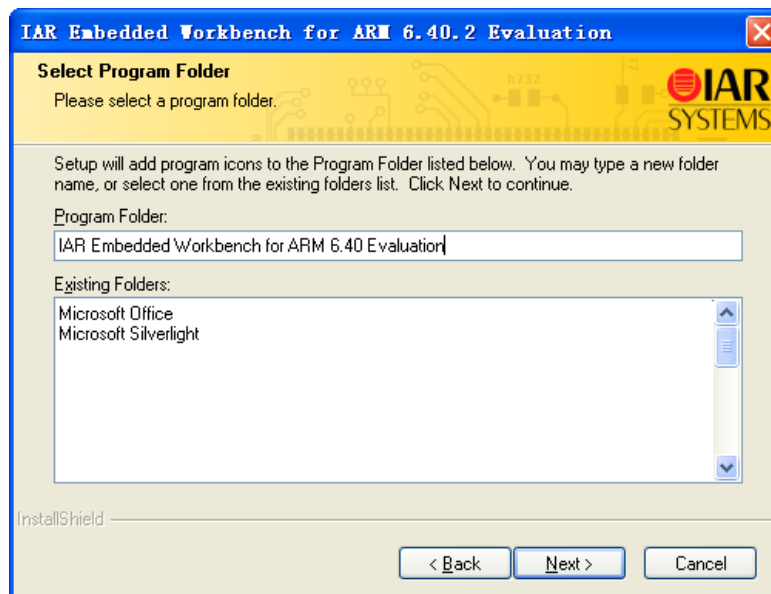 IAR Embedded Workbench for ARM 6.40.2 Evaluation
Select Program Folder
Please select a program folder.
h732
IAR
SYSTEMS
Setup will add program icons to the Program Folder listed below. You may type a new folder
name, or select one from the existing folders list. Click Next to continue.
Program Folder:
IAR Embedded Workbench for ARM 6.40 Evaluation
Existing Folders:
Microsoft Office
Microsoft Silverlight
InstallShield
< Back
Next >
Cancel